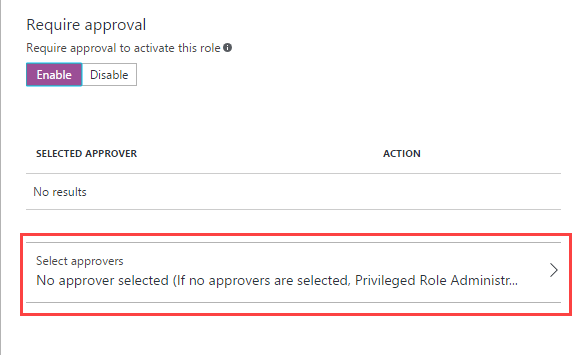 Require approval
Require approval to activate this role
Enable Disable
SELECTED APPROVER ACTION
No results
Select approvers
No approver selected (If no approvers are selected, Privileged Role Administr...